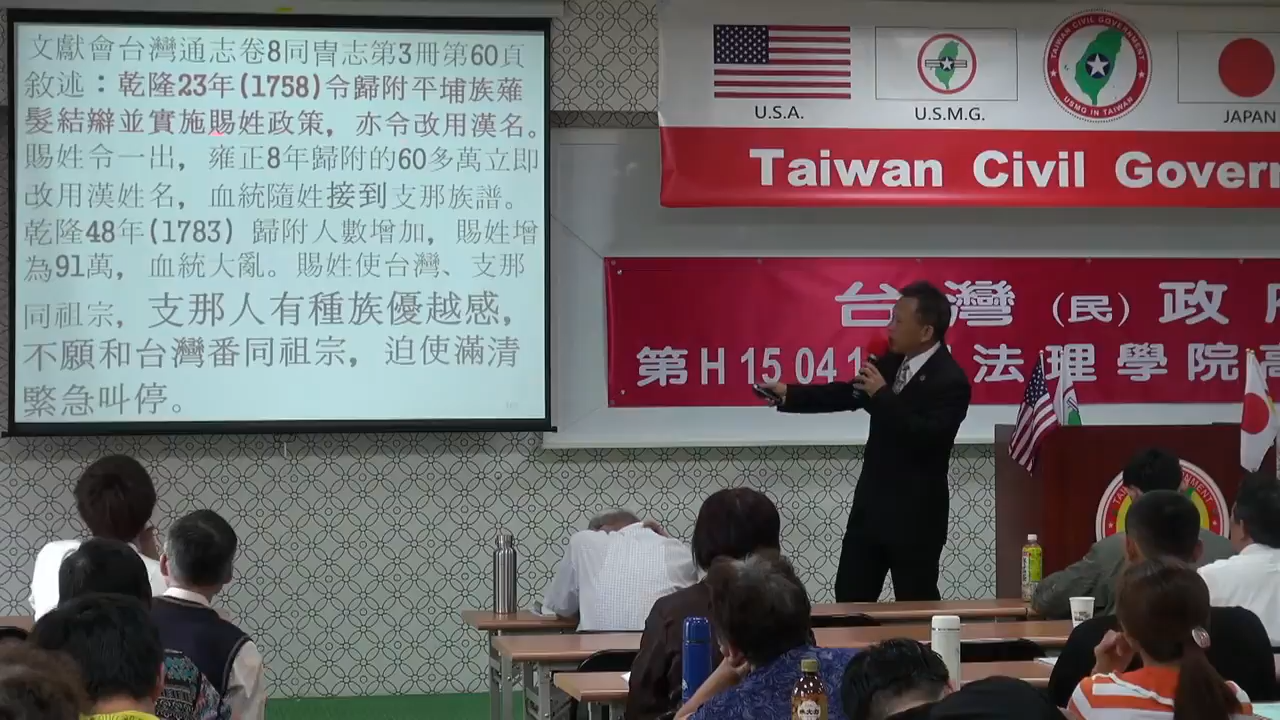 文獻會台灣通志卷8同冑志第3冊第60頁
敘述：乾隆23年(1758)令歸附平埔族薙
髮結辮並實施賜姓政策，亦令改用漢名。
賜姓令一出，雍正8年歸附的60多萬立即
改用漢姓名，血統隨姓接到支那族譜。
乾隆48年(1783) 歸附人數增加，賜姓增
為91萬，血統大亂。賜姓使台灣、支那
同祖宗，支那人有種族優越感，
不願和台灣番同祖宗，迫使滿清
緊急叫停。
U.S.A.
U.S.M.G.
TAIWAN CIVIL GOVERNMENT
USMG IN TAIWAN
JAPAN
Taiwan Civil Govern
台灣(民)政府
第H 15 04 1
法理學院高